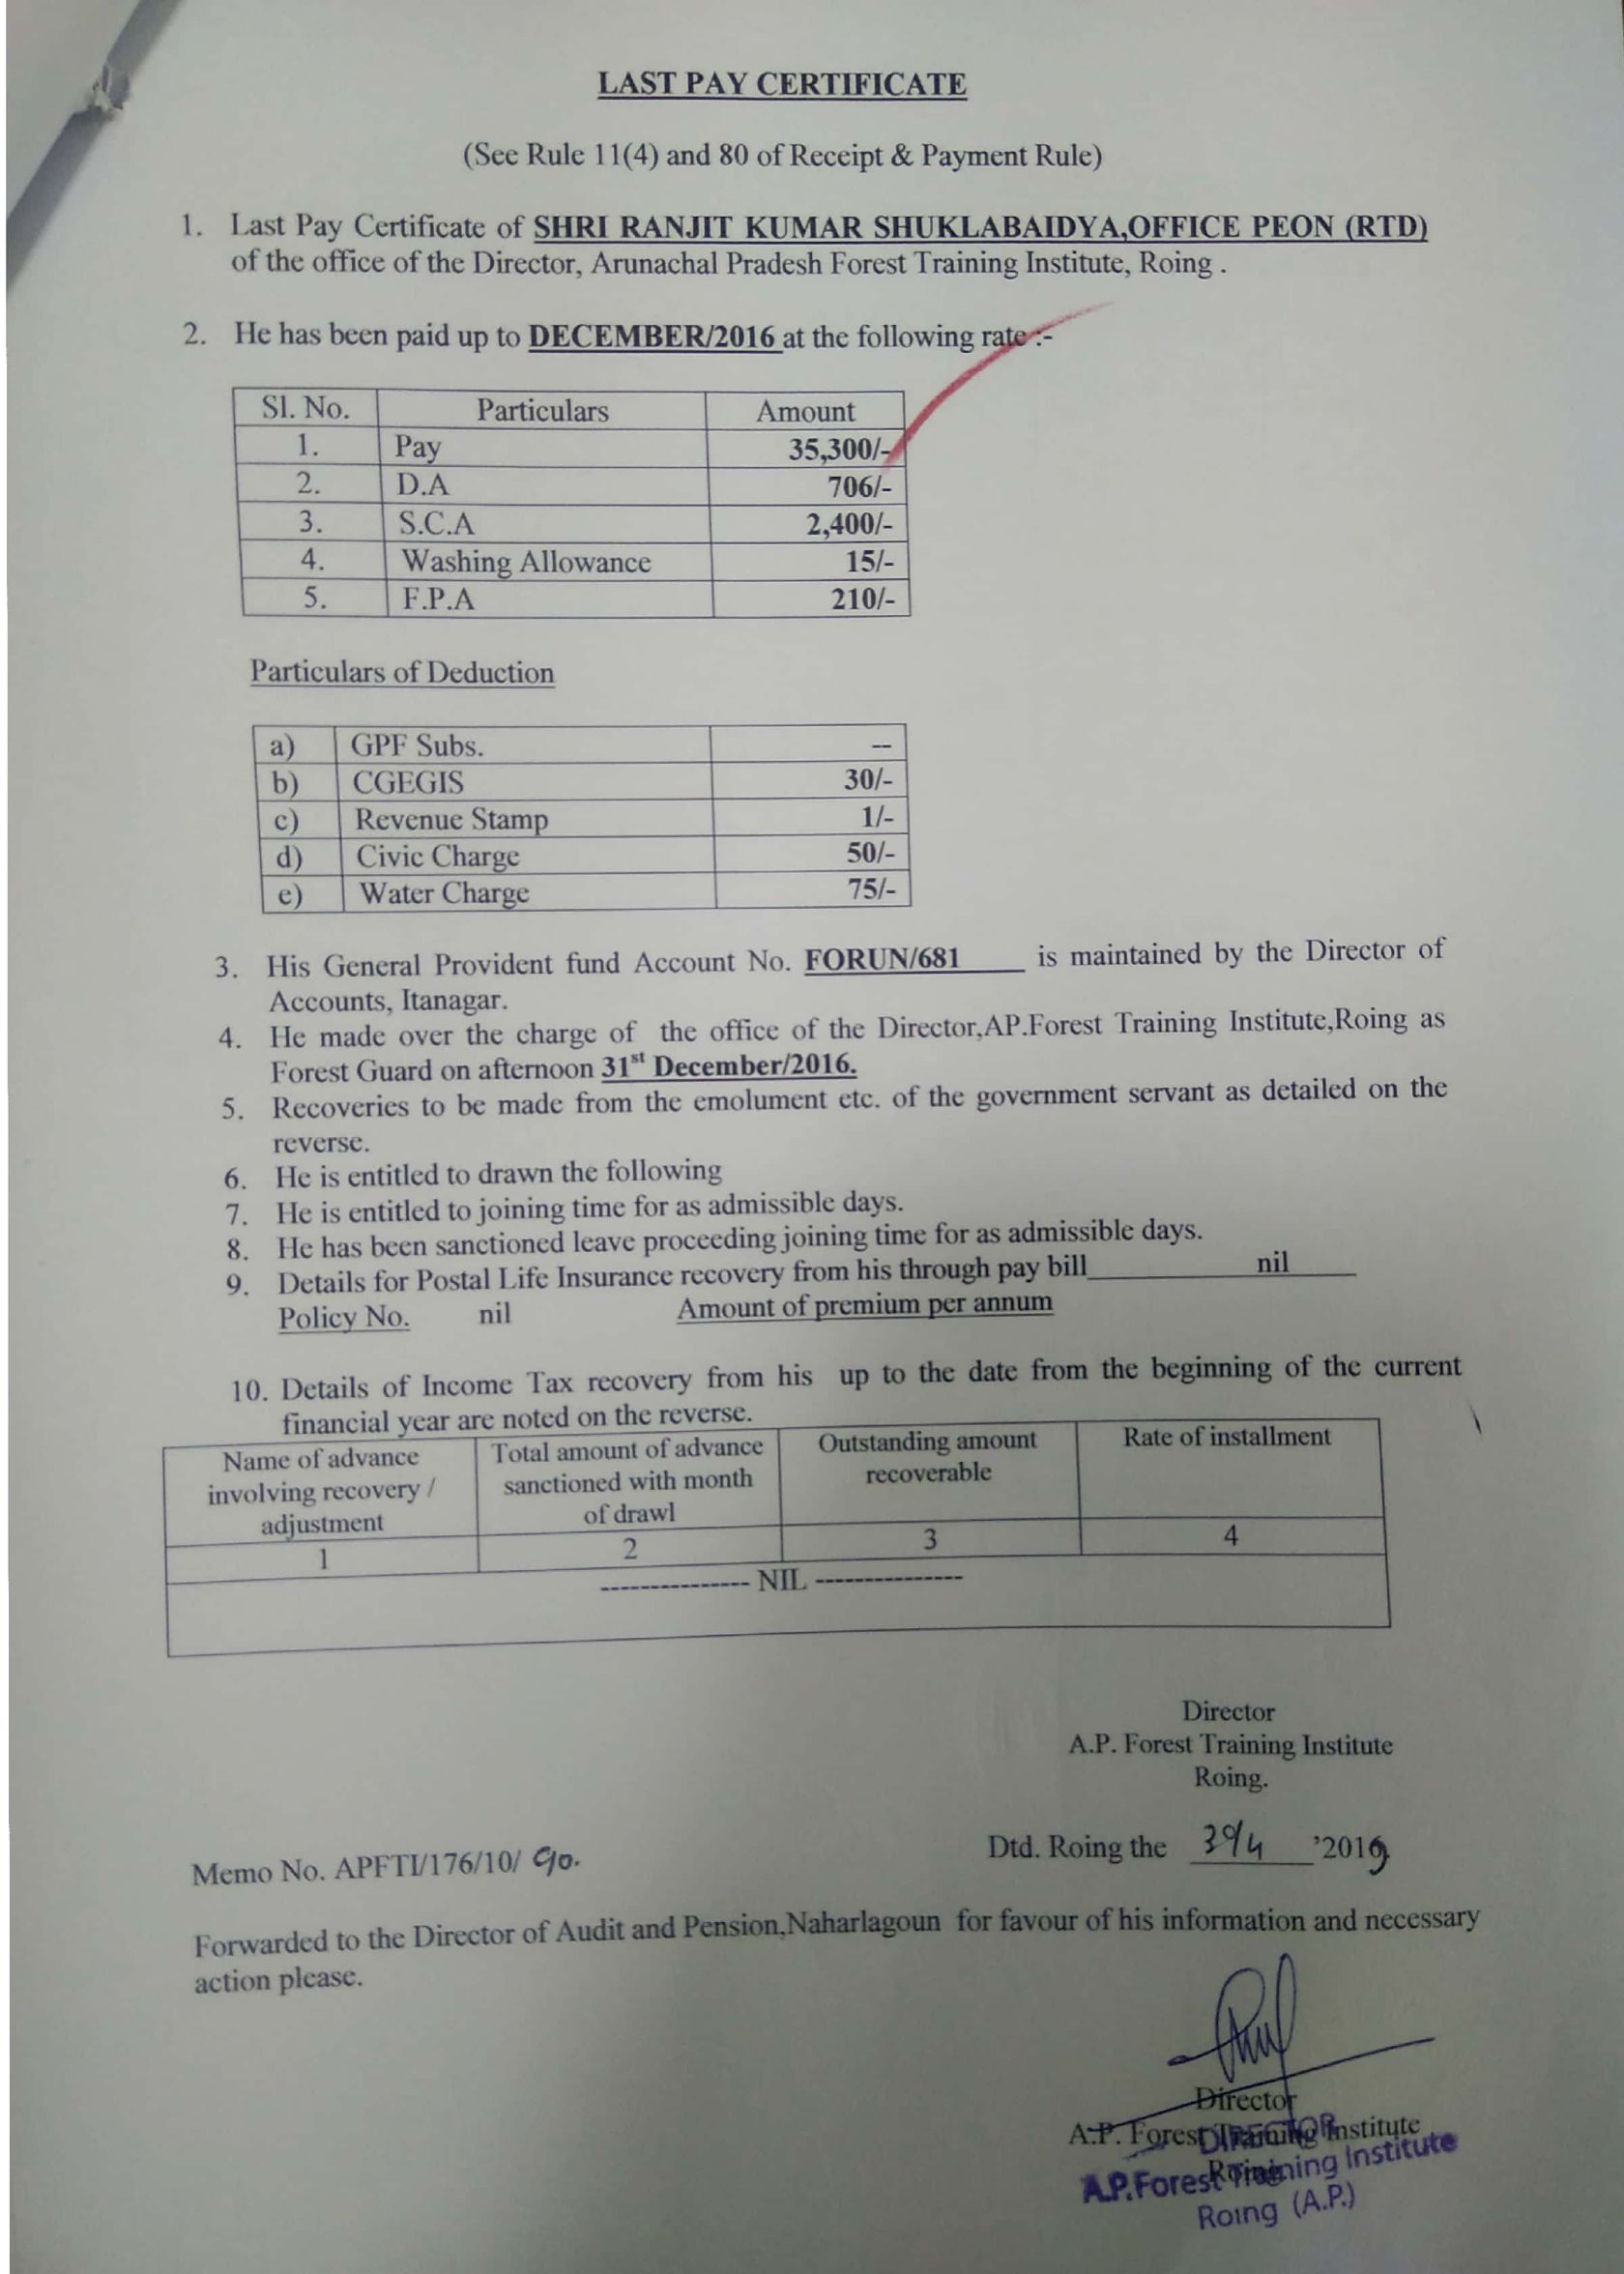 LAST PAY CERTIFICATE
(See Rule 11(4) and 80 of Receipt & Payment Rule)
1. Last Pay Certificate of SHRI RANJIT KUMAR SHUKLABAIDYA,OFFICE PEON (RTD)
of the office of the Director, Arunachal Pradesh Forest Training Institute, Roing .
2. He has been paid up to DECEMBER/2016 at the following rate :-
Sl. No. Particulars Amount
1. Pay 35,300/-
2. D.A 706/-
3. S.C.A 2,400/-
4. Washing Allowance 15/-
5. F.P.A 210/-
Particulars of Deduction
a) GPF Subs. --
b) CGEGIS 30/-
c) Revenue Stamp 1/-
d) Civic Charge 50/-
e) Water Charge 75/-
3. His General Provident fund Account No. FORUN/681 is maintained by the Director of
Accounts, Itanagar.
4. He made over the charge of the office of the Director,AP.Forest Training Institute,Roing as
Forest Guard on afternoon 31st December/2016.
5. Recoveries to be made from the emolument etc. of the government servant as detailed on the
reverse.
6. He is entitled to drawn the following
7. He is entitled to joining time for as admissible days.
8. He has been sanctioned leave proceeding joining time for as admissible days.
9. Details for Postal Life Insurance recovery from his through pay bill nil
Policy No. nil Amount of premium per annum
10. Details of Income Tax recovery from his up to the date from the beginning of the current
financial year are noted on the reverse.
Name of advance Total amount of advance Outstanding amount Rate of installment
involving recovery / sanctioned with month recoverable
adjustment of drawl
1 2 3 4
--------------- NIL ---------------
Director
A.P. Forest Training Institute
Roing.
Memo No. APFTI/176/10/ 90. Dtd. Roing the '2019
Forwarded to the Director of Audit and Pension,Naharlagoun for favour of his information and necessary
action please.
Director
A.P. Forest Training Institute
Roing
DIRECTOR
A.P.Forest Training Institute
Roing (A.P.)